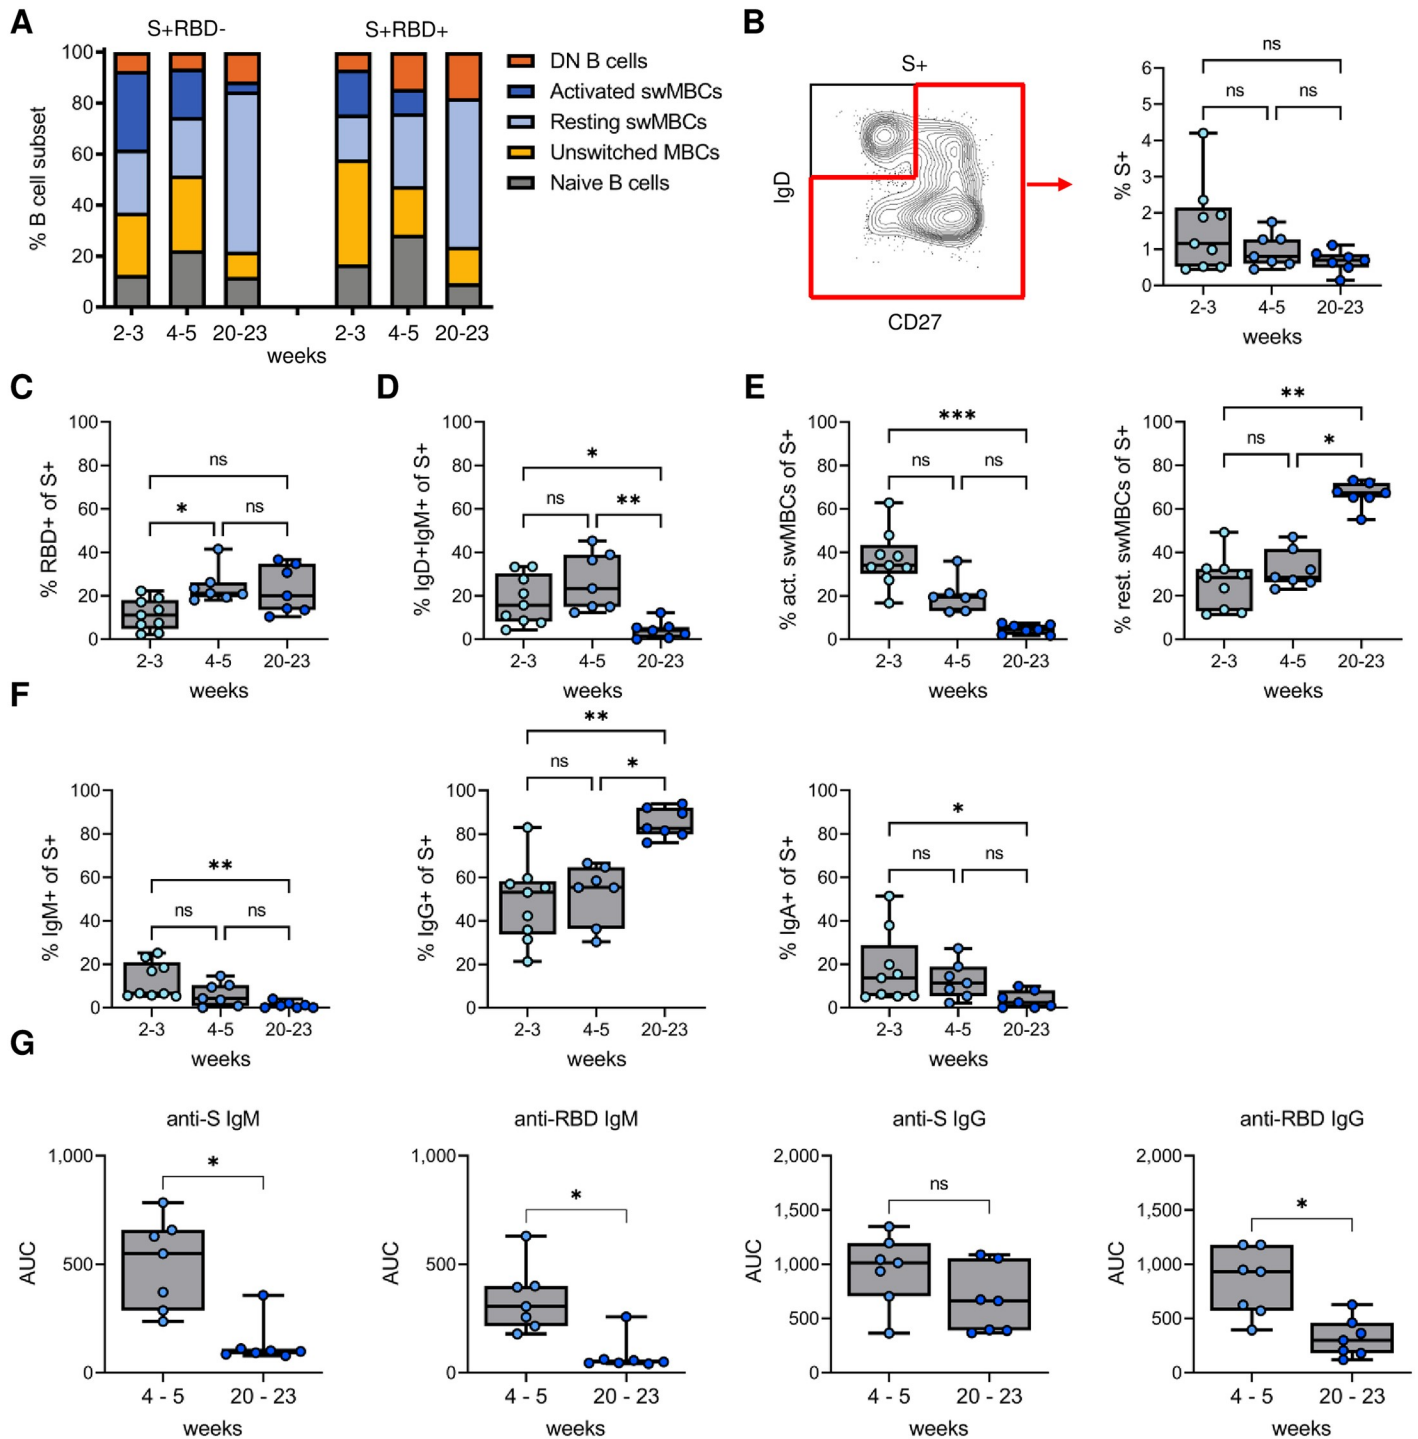 A
S+RBD-
S+RBD+
% B cell subset
100
80
60
40
20
0
2-3
4-5
20-23
2-3
4-5
20-23
weeks
DN B cells
Activated swMBCs
Resting swMBCs
Unswitched MBCs
Naive B cells
B
S+
IgD
CD27
% S+
6
5
4
3
2
1
0
ns
ns
ns
2-3
4-5
20-23
weeks
C
% RBD+ of S+
100
80
60
40
20
0
ns
*
ns
2-3
4-5
20-23
weeks
D
% IgD+IgM+ of S+
100
80
60
40
20
0
*
ns
**
2-3
4-5
20-23
weeks
E
% act. swMBCs of S+
100
80
60
40
20
0
***
ns
ns
2-3
4-5
20-23
weeks
% rest. swMBCs of S+
100
80
60
40
20
0
**
ns
*
2-3
4-5
20-23
weeks
F
% IgM+ of S+
100
80
60
40
20
0
**
ns
ns
2-3
4-5
20-23
weeks
% IgG+ of S+
100
80
60
40
20
0
**
ns
*
2-3
4-5
20-23
weeks
% IgA+ of S+
100
80
60
40
20
0
*
ns
ns
2-3
4-5
20-23
weeks
G
anti-S IgM
AUC
1,000
500
0
*
4 - 5
20 - 23
weeks
anti-RBD IgM
AUC
1,000
500
0
*
4 - 5
20 - 23
weeks
anti-S IgG
AUC
2,000
1,500
1,000
500
0
ns
4 - 5
20 - 23
weeks
anti-RBD IgG
AUC
2,000
1,500
1,000
500
0
*
4 - 5
20 - 23
weeks